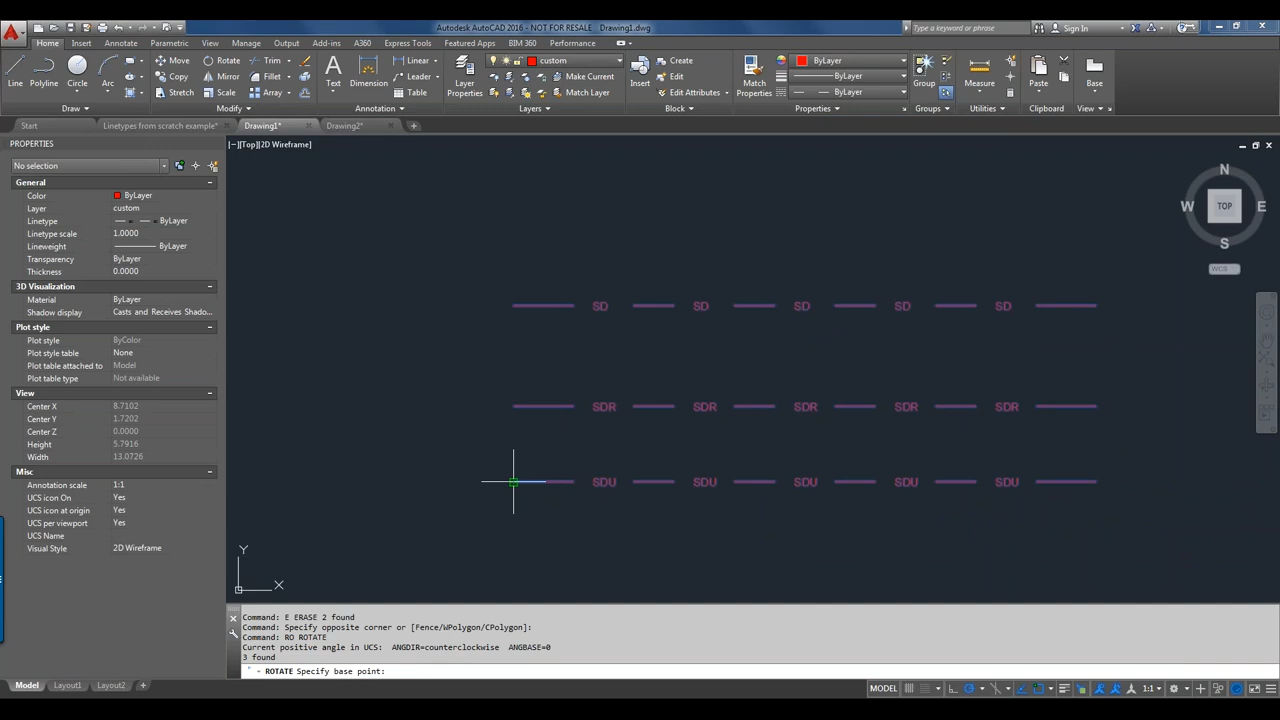 Autodesk AutoCAD 2016 - NOT FOR RESALE Drawing1.dwg
Type a keyword or phrase
Sign In
Home Insert Annotate Parametric View Manage Output Add-ins A360 Express Tools Featured Apps BIM 360 Performance
Line Polyline Circle Arc
Move Rotate Trim
Copy Mirror Fillet
Stretch Scale Array
Text Dimension
Linear
Leader
Table
Layer Properties
custom
Make Current
Match Layer
Insert
Create
Edit
Edit Attributes
Match Properties
ByLayer
ByLayer
ByLayer
Group
Measure
Paste
Base
Draw Modify Annotation Layers Block Properties Groups Utilities Clipboard View
Start Linetypes from scratch example* Drawing1* Drawing2*
PROPERTIES
[−][Top][2D Wireframe]
No selection
General
Color ByLayer
Layer custom
Linetype ByLayer
Linetype scale 1.0000
Lineweight ByLayer
Transparency ByLayer
Thickness 0.0000
3D Visualization
Material ByLayer
Shadow display Casts and Receives Shado...
Plot style
Plot style ByColor
Plot style table None
Plot table attached to Model
Plot table type Not available
View
Center X 8.7102
Center Y 1.7202
Center Z 0.0000
Height 5.7916
Width 13.0726
Misc
Annotation scale 1:1
UCS icon On Yes
UCS icon at origin Yes
UCS per viewport Yes
UCS Name
Visual Style 2D Wireframe
N
W TOP E
S
WCS
SD SD SD SD SD
SDR SDR SDR SDR SDR
SDU SDU SDU SDU SDU
Y
X
Command: E ERASE 2 found
Command: Specify opposite corner or [Fence/WPolygon/CPolygon]:
Command: RO ROTATE
Current positive angle in UCS: ANGDIR=counterclockwise ANGBASE=0
3 found
ROTATE Specify base point:
Model Layout1 Layout2 +
MODEL 1:1